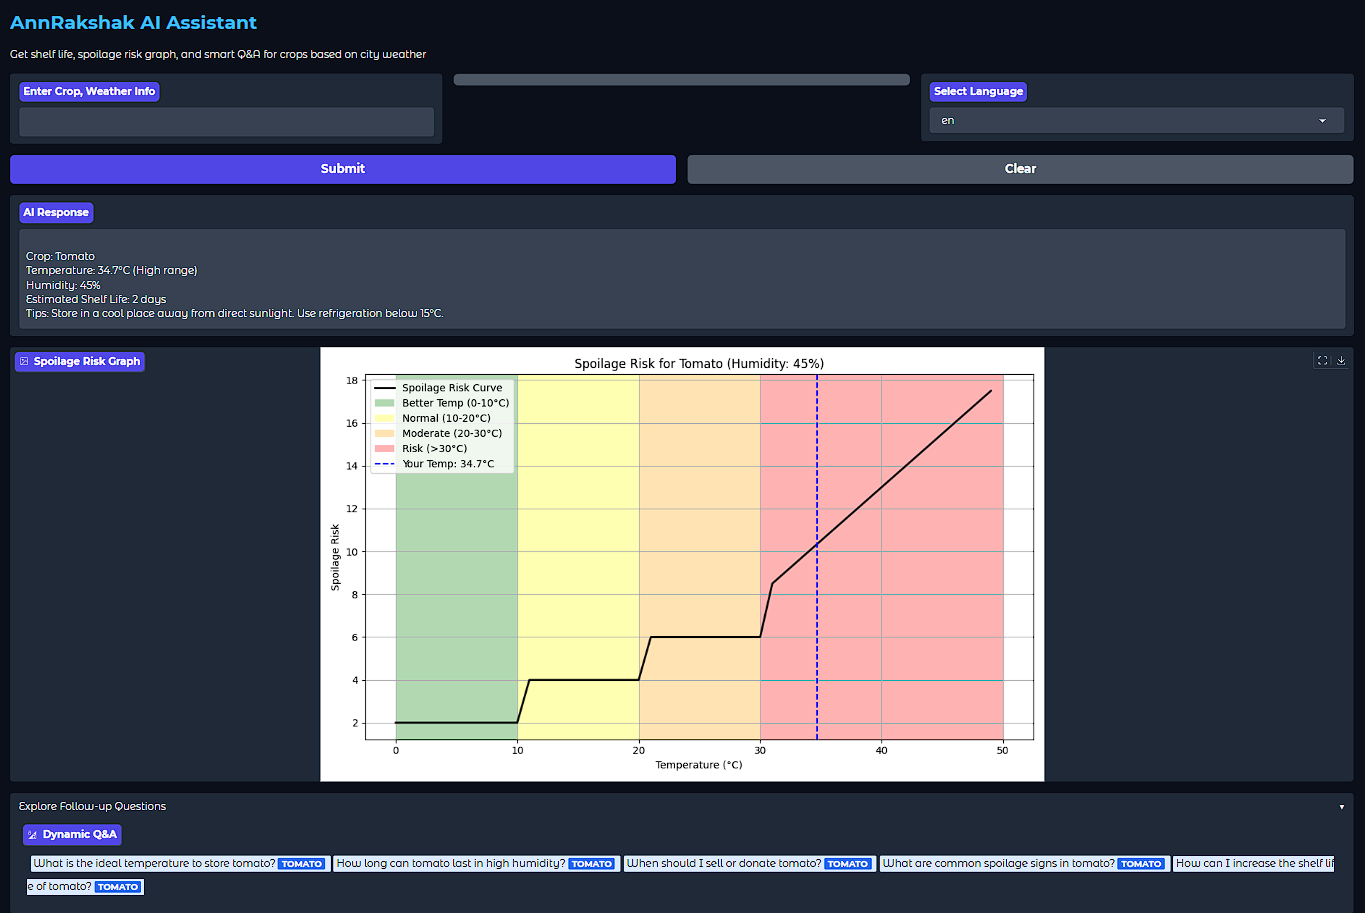 AnnRakshak AI Assistant
Get shelf life, spoilage risk graph, and smart Q&A for crops based on city weather
Enter Crop, Weather Info
Select Language
en
Submit
Clear
AI Response
Crop: Tomato
Temperature: 34.7°C (High range)
Humidity: 45%
Estimated Shelf Life: 2 days
Tips: Store in a cool place away from direct sunlight. Use refrigeration below 15°C.
Spoilage Risk Graph
Spoilage Risk for Tomato (Humidity: 45%)
Spoilage Risk Curve
Better Temp (0-10°C)
Normal (10-20°C)
Moderate (20-30°C)
Risk (>30°C)
Your Temp: 34.7°C
18
16
14
12
10
8
6
4
2
Spoilage Risk
0 10 20 30 40 50
Temperature (°C)
Explore Follow-up Questions
Dynamic Q&A
What is the ideal temperature to store tomato? TOMATO How long can tomato last in high humidity? TOMATO When should I sell or donate tomato? TOMATO What are common spoilage signs in tomato? TOMATO How can I increase the shelf lif
e of tomato? TOMATO